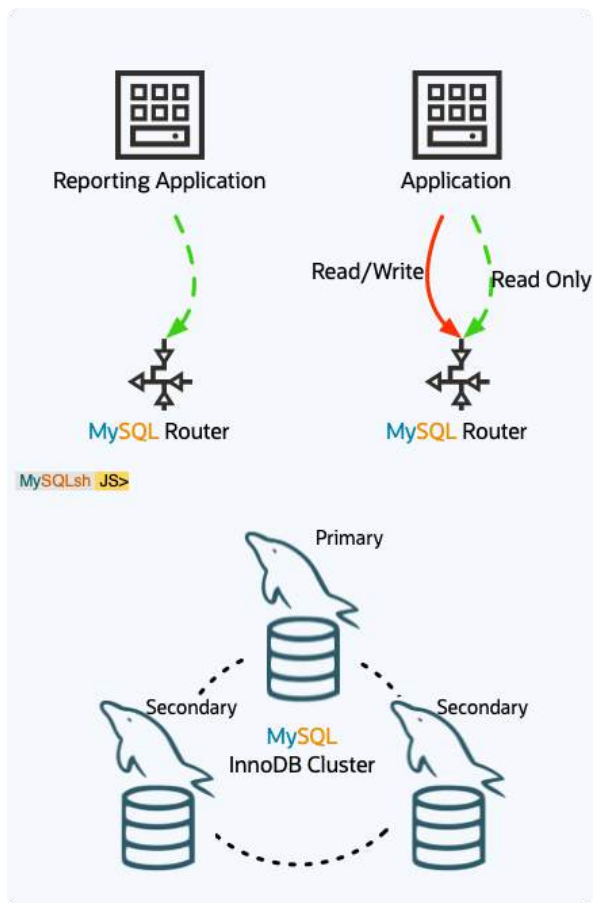 Reporting Application
Application
Read/Write
Read Only
MySQL Router
MySQL Router
MySQLsh JS>
Primary
Secondary
Secondary
MySQL
InnoDB Cluster